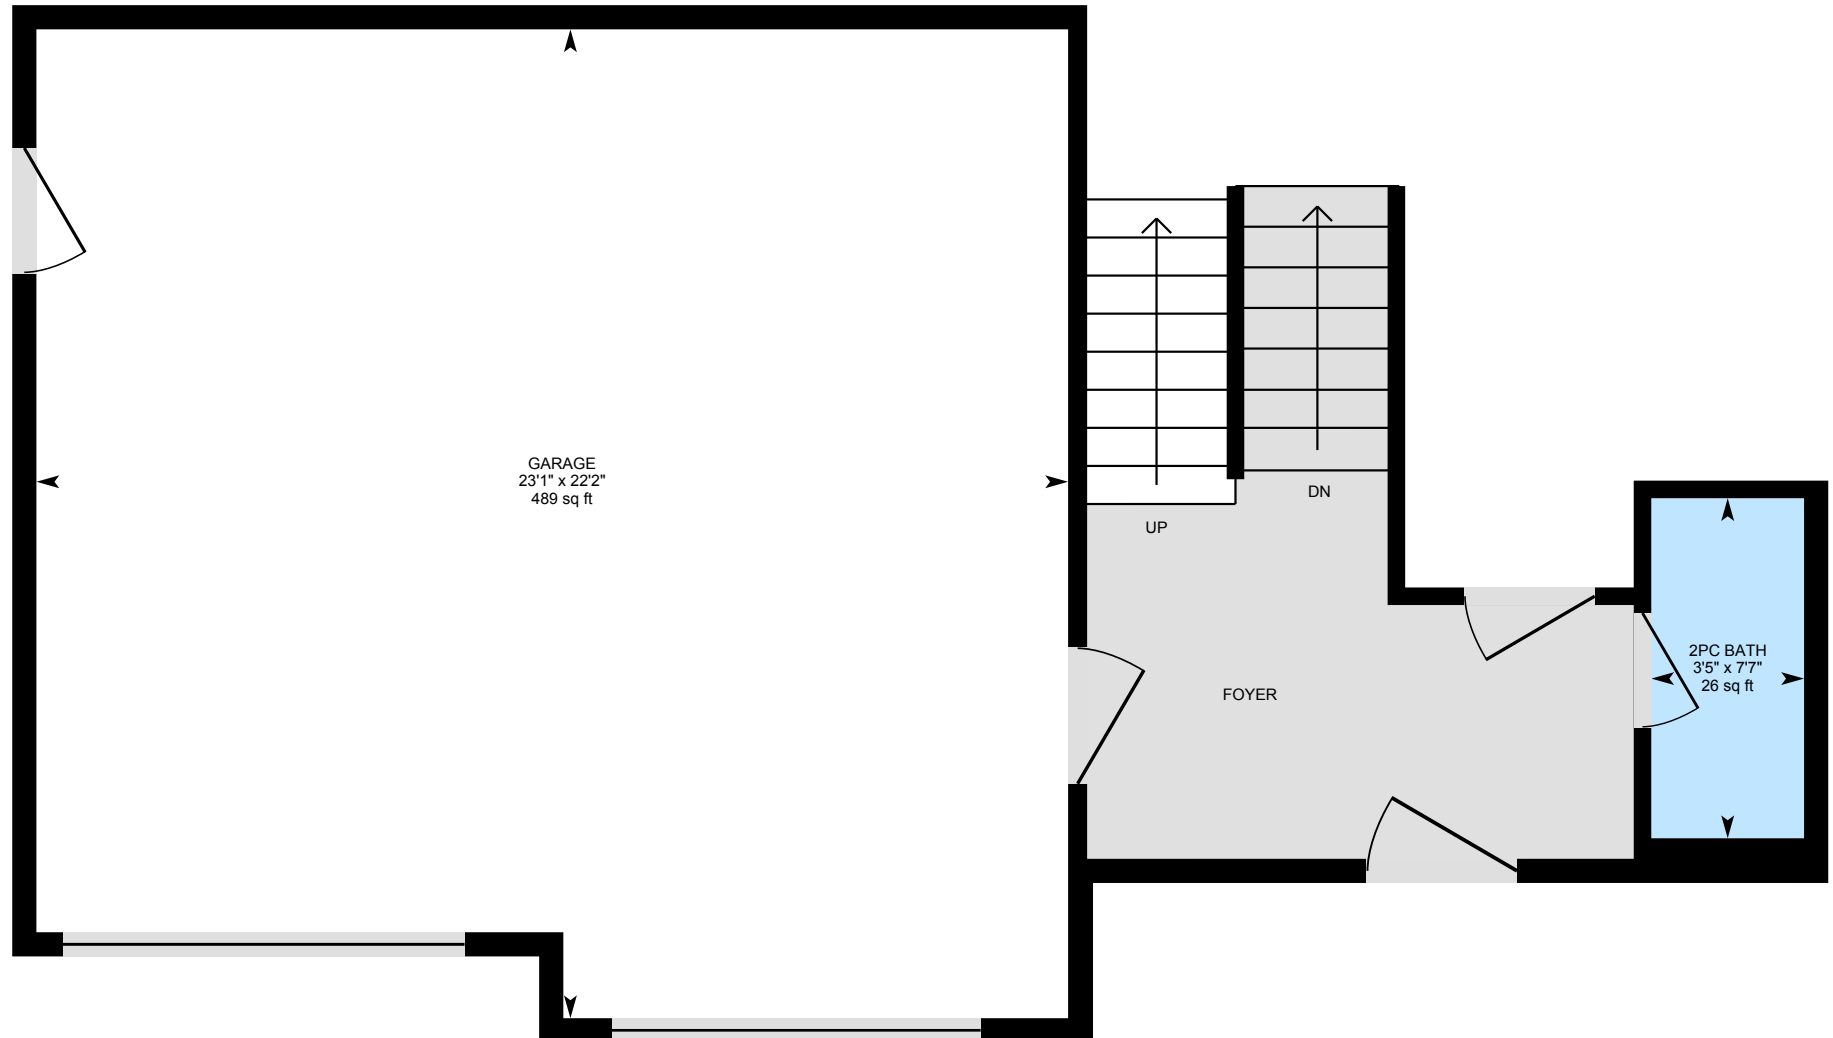 GARAGE
23'1" x 22'2"
489 sq ft
UP
DN
FOYER
2PC BATH
3'5" x 7'7"
26 sq ft